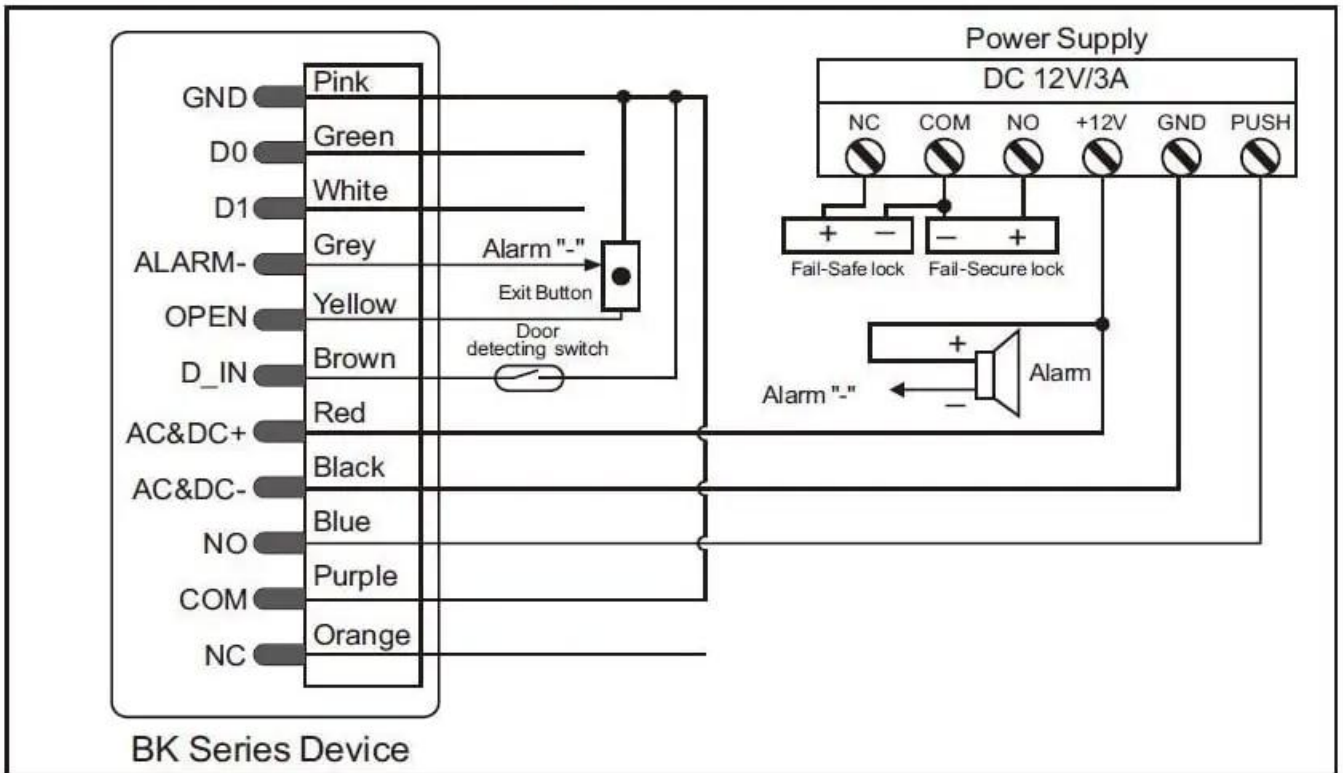 Power Supply
DC 12V/3A
NC COM NO +12V GND PUSH
+ − − +
Fail-Safe lock Fail-Secure lock
GND Pink
D0 Green
D1 White
ALARM- Grey
Alarm "-"
Exit Button
OPEN Yellow
Door
detecting switch
D_IN Brown
AC&DC+ Red
AC&DC- Black
NO Blue
COM Purple
NC Orange
+
Alarm
Alarm "-"
−
BK Series Device